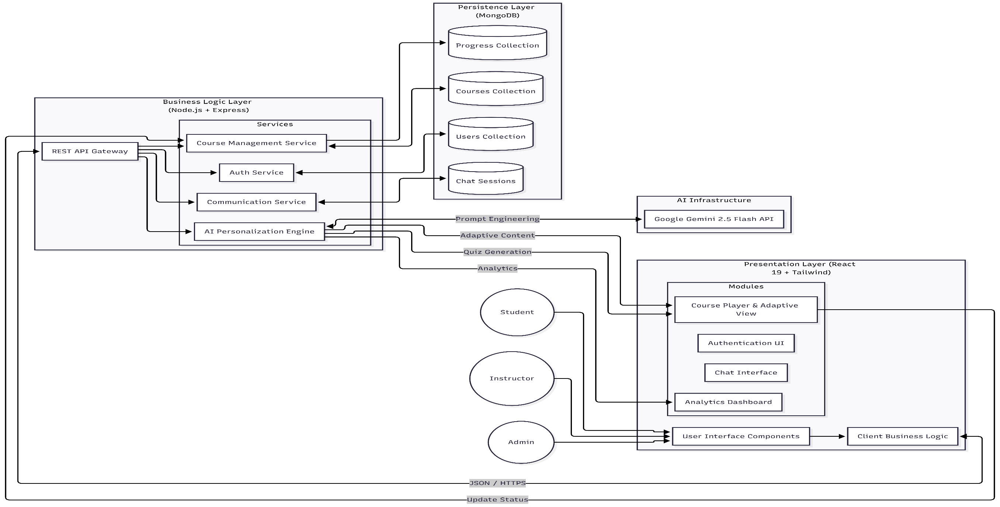 Persistence Layer
(MongoDB)
Progress Collection
Courses Collection
Users Collection
Chat Sessions
Business Logic Layer
(Node.js + Express)
Services
REST API Gateway
Course Management Service
Auth Service
Communication Service
AI Personalization Engine
Prompt Engineering
Adaptive Content
Quiz Generation
Analytics
AI Infrastructure
Google Gemini 2.5 Flash API
Student
Instructor
Admin
Presentation Layer (React
19 + Tailwind)
Modules
Course Player & Adaptive
View
Authentication UI
Chat Interface
Analytics Dashboard
User Interface Components
Client Business Logic
JSON / HTTPS
Update Status